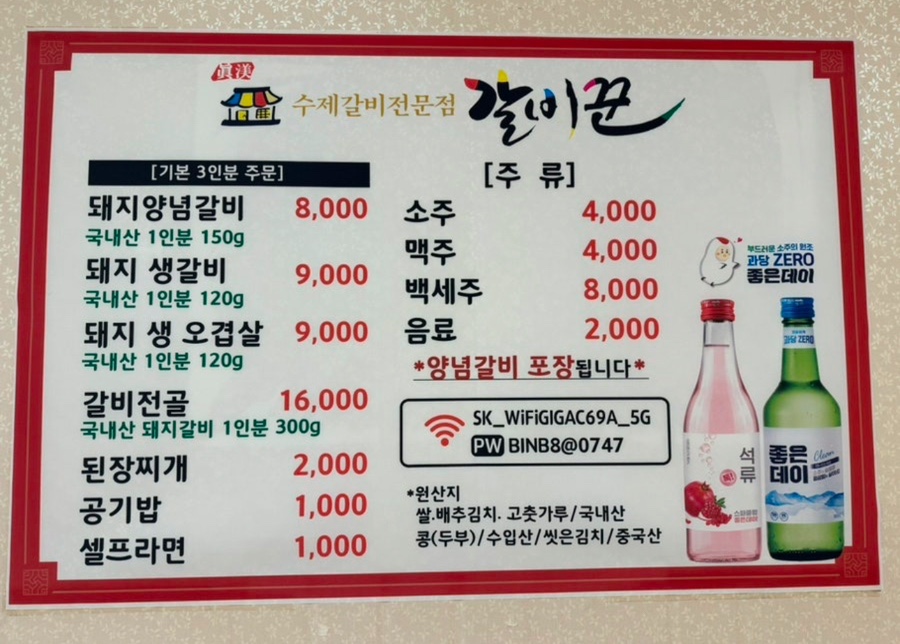 眞漢
수제갈비전문점 갈비꾼
[기본 3인분 주문]
돼지양념갈비 8,000
국내산 1인분 150g
돼지 생갈비 9,000
국내산 1인분 120g
돼지 생 오겹살 9,000
국내산 1인분 120g
갈비전골 16,000
국내산 돼지갈비 1인분 300g
된장찌개 2,000
공기밥 1,000
셀프라면 1,000
[주 류]
소주 4,000
맥주 4,000
백세주 8,000
음료 2,000
*양념갈비 포장됩니다*
SK_WiFiGIGAC69A_5G
PW BINB8@0747
*원산지
쌀.배추김치. 고춧가루/국내산
콩(두부)/수입산/씻은김치/중국산
부드러운 소주의 원조
과당 ZERO
좋은데이
석류
톡!
과당 ZERO
좋은
데이
Clean